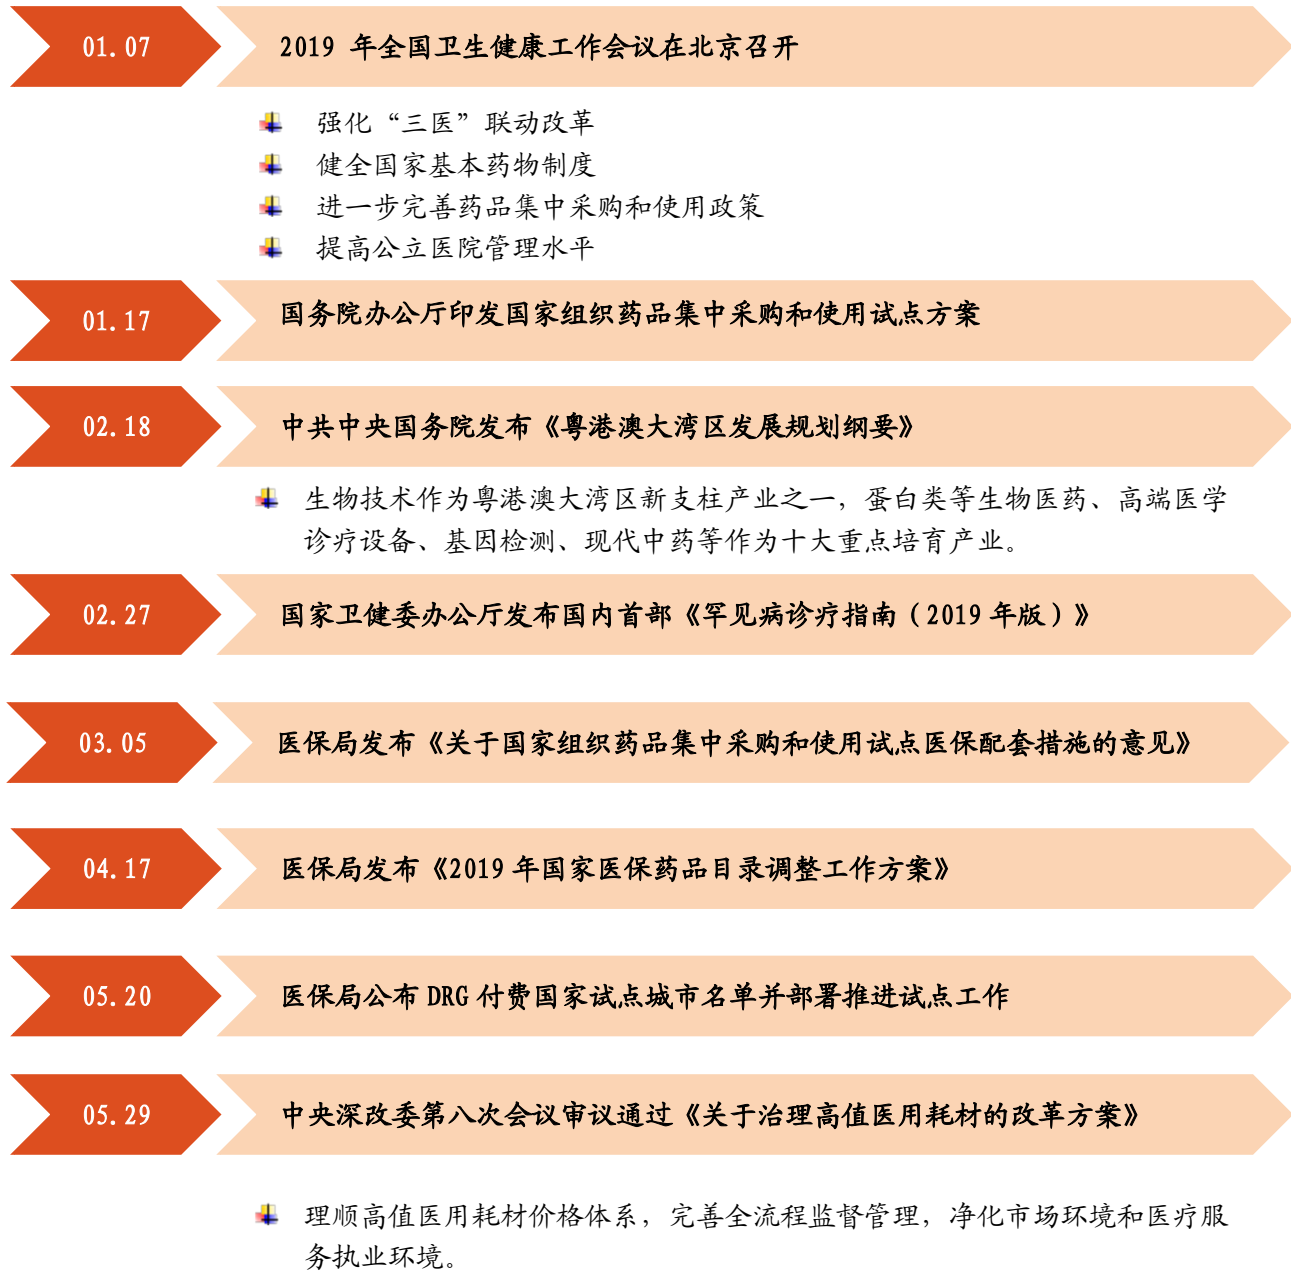 01.07
2019 年全国卫生健康工作会议在北京召开
强化“三医”联动改革
健全国家基本药物制度
进一步完善药品集中采购和使用政策
提高公立医院管理水平
01.17
国务院办公厅印发国家组织药品集中采购和使用试点方案
02.18
中共中央国务院发布《粤港澳大湾区发展规划纲要》
生物技术作为粤港澳大湾区新支柱产业之一，蛋白类等生物医药、高端医学
诊疗设备、基因检测、现代中药等作为十大重点培育产业。
02.27
国家卫健委办公厅发布国内首部《罕见病诊疗指南（2019 年版）》
03.05
医保局发布《关于国家组织药品集中采购和使用试点医保配套措施的意见》
04.17
医保局发布《2019 年国家医保药品目录调整工作方案》
05.20
医保局公布 DRG 付费国家试点城市名单并部署推进试点工作
05.29
中央深改委第八次会议审议通过《关于治理高值医用耗材的改革方案》
理顺高值医用耗材价格体系，完善全流程监督管理，净化市场环境和医疗服
务执业环境。